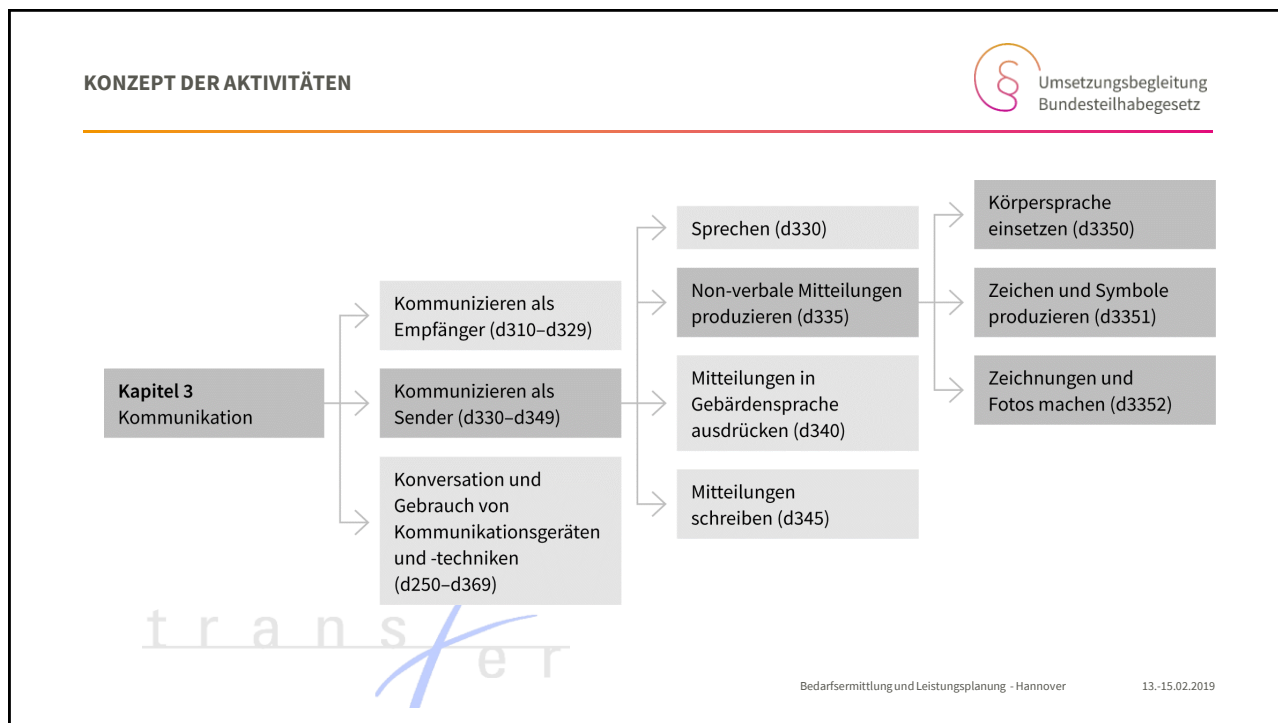 KONZEPT DER AKTIVITÄTEN
Umsetzungsbegleitung
Bundesteilhabegesetz
Kapitel 3
Kommunikation
Kommunizieren als
Empfänger (d310–d329)
Kommunizieren als
Sender (d330–d349)
Konversation und
Gebrauch von
Kommunikationsgeräten
und -techniken
(d250–d369)
Sprechen (d330)
Non-verbale Mitteilungen
produzieren (d335)
Mitteilungen in
Gebärdensprache
ausdrücken (d340)
Mitteilungen
schreiben (d345)
Körpersprache
einsetzen (d3350)
Zeichen und Symbole
produzieren (d3351)
Zeichnungen und
Fotos machen (d3352)
transfer
Bedarfsermittlung und Leistungsplanung - Hannover
13.-15.02.2019